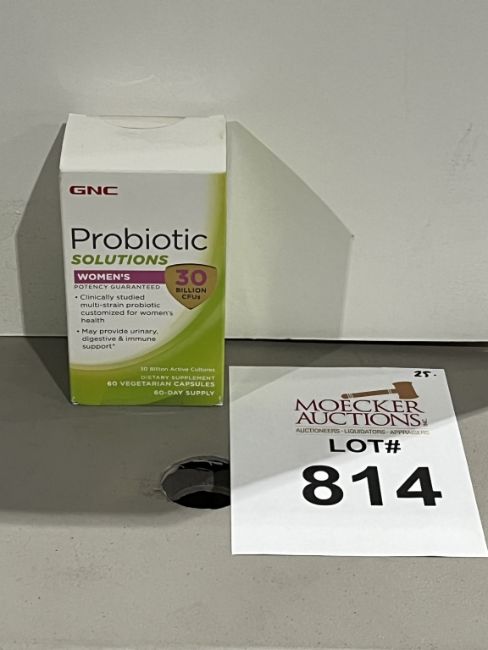 GNC
Probiotic
SOLUTIONS
WOMEN'S
POTENCY GUARANTEED
30
BILLION
CFUs
• Clinically studied
multi-strain probiotic
customized for women's
health
• May provide urinary,
digestive & immune
support*
30 Billion Active Cultures
DIETARY SUPPLEMENT
60 VEGETARIAN CAPSULES
60-DAY SUPPLY
25.
MOECKER
AUCTIONS INC
AUCTIONEERS • LIQUIDATORS • APPRAISERS
LOT#
814